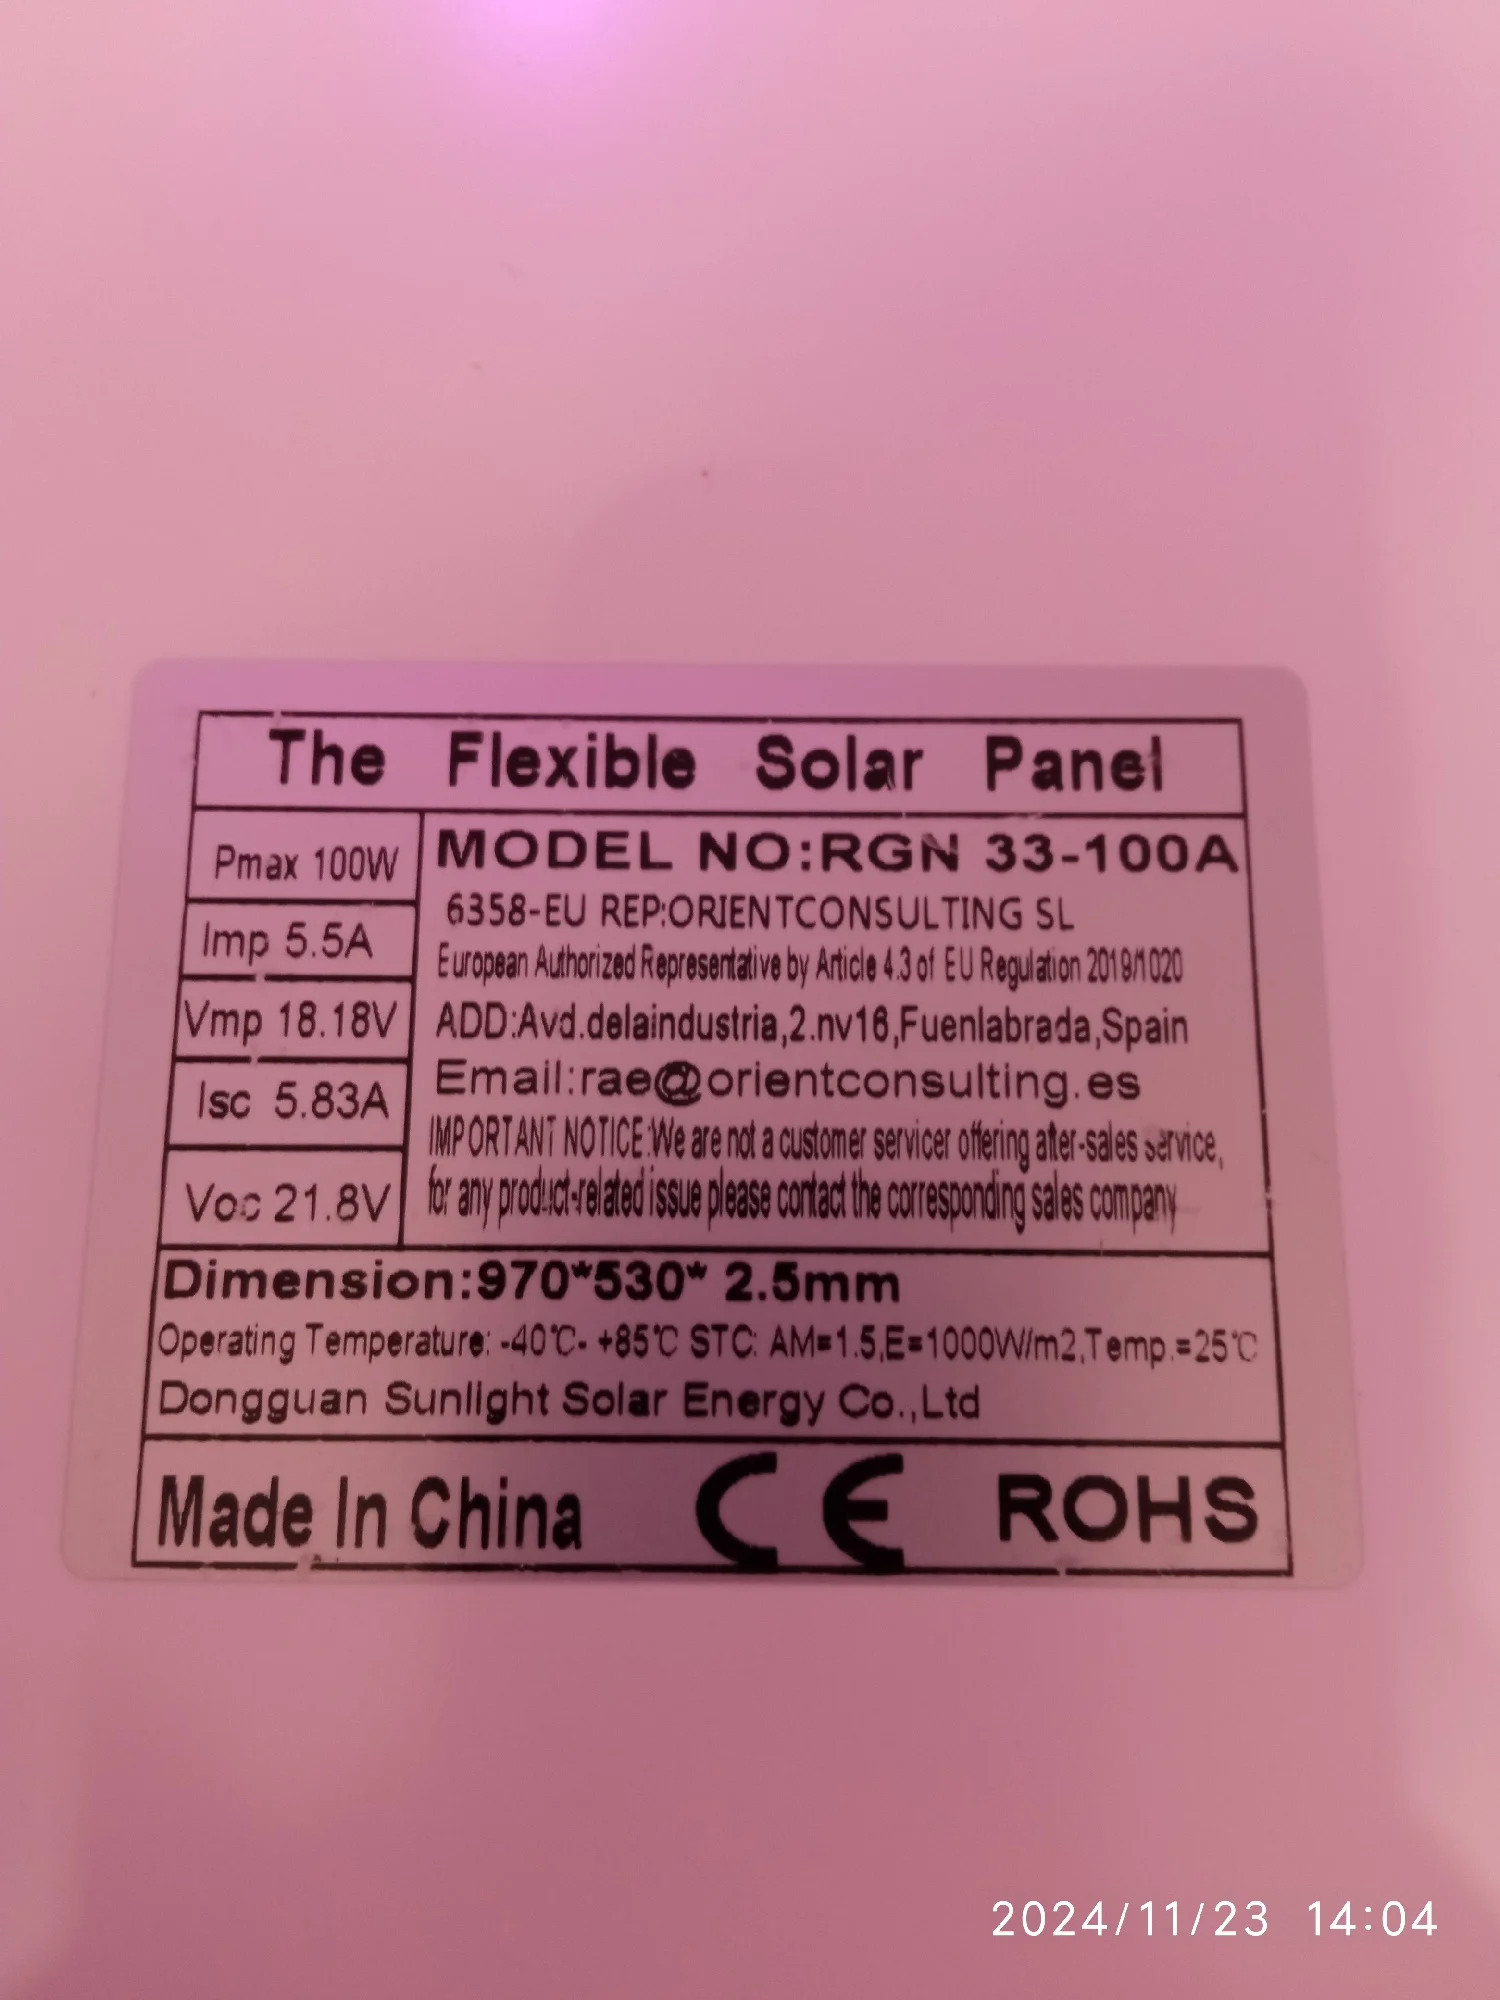 The Flexible Solar Panel
Pmax 100W
Imp 5.5A
Vmp 18.18V
Isc 5.83A
Voc 21.8V
MODEL NO:RGN 33-100A
6358-EU REP:ORIENTCONSULTING SL
European Authorized Representative by Article 4.3 of EU Regulation 2019/1020
ADD:Avd.delaindustria,2.nv16,Fuenlabrada,Spain
Email:rae@orientconsulting.es
IMPORTANT NOTICE:We are not a customer servicer offering after-sales service,
for any product-related issue please contact the corresponding sales company
Dimension:970*530* 2.5mm
Operating Temperature: -40℃- +85℃ STC: AM=1.5,E=1000W/m2,Temp.=25℃
Dongguan Sunlight Solar Energy Co.,Ltd
Made In China CE ROHS
2024/11/23 14:04